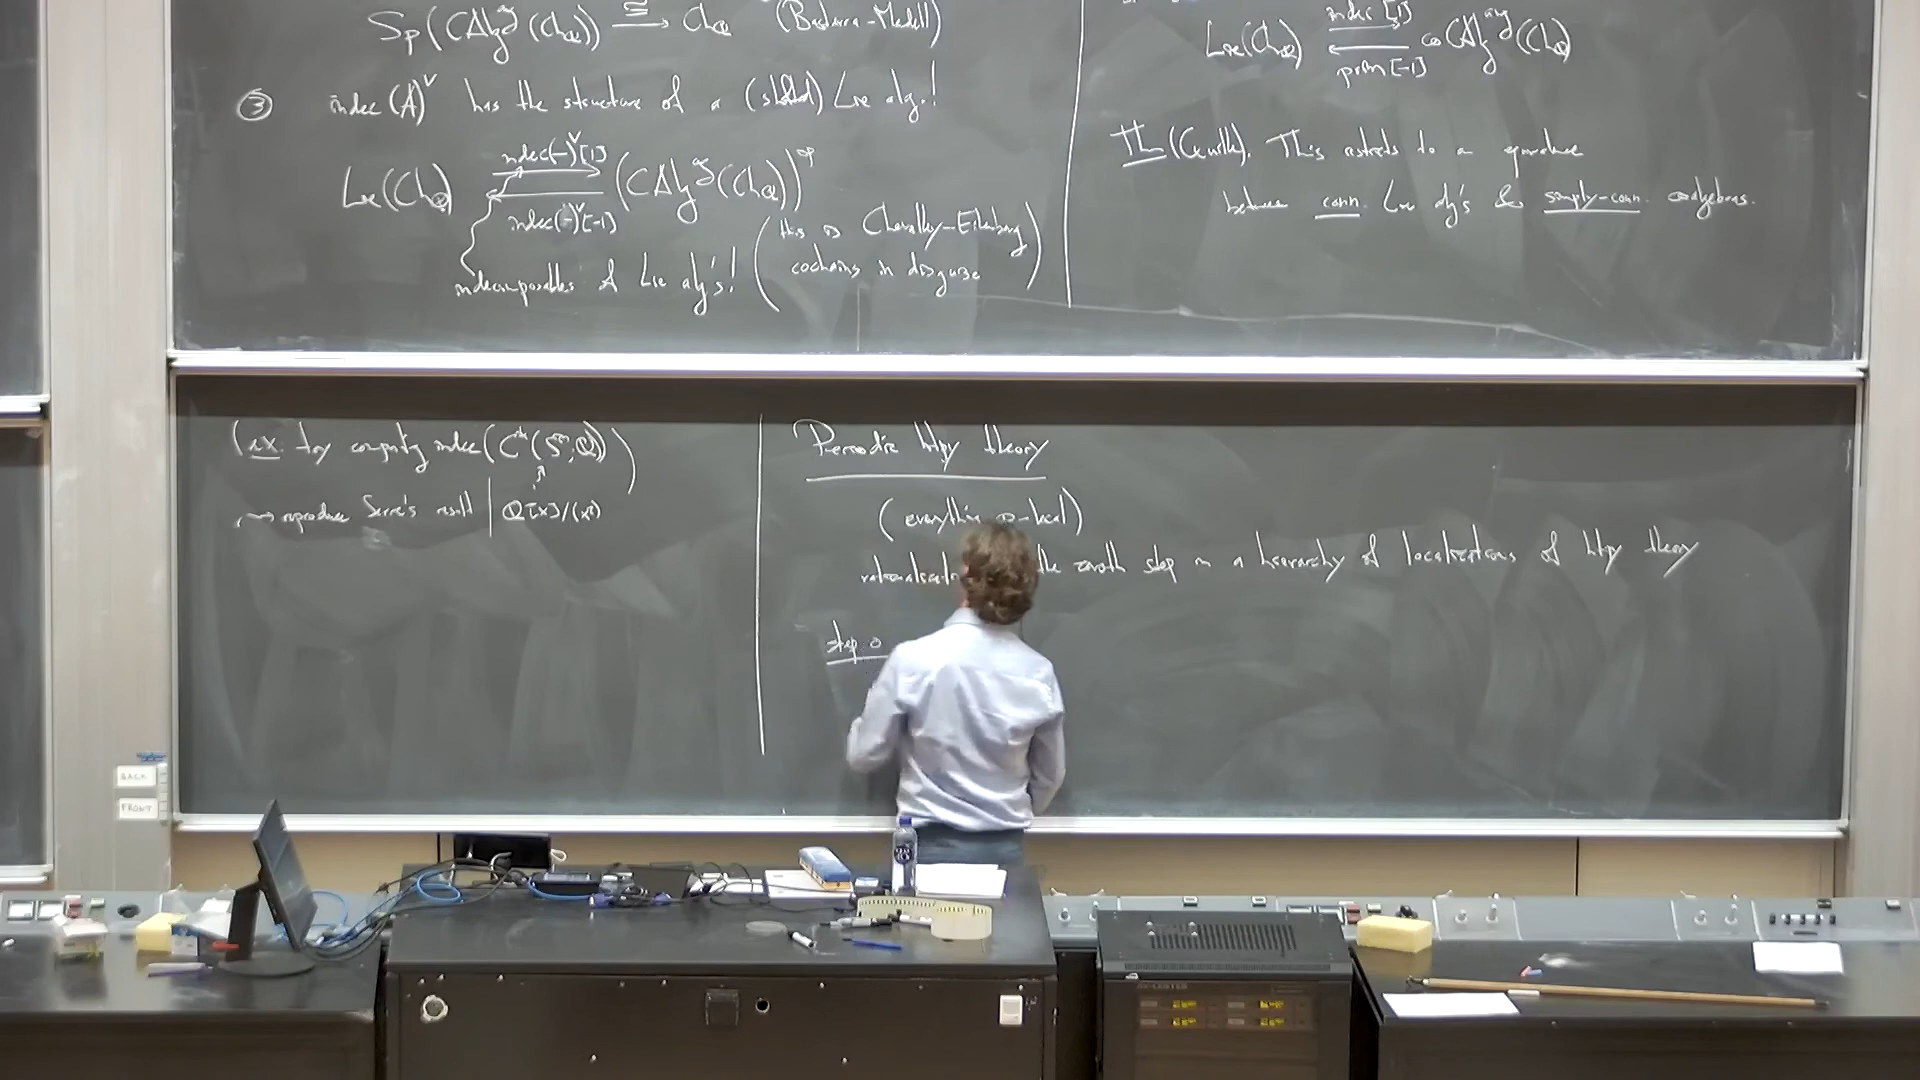 Sp(CAlg^aug(Ch_Q)) ≅→ Ch_Q (Basterra-Mandell)
③ indec(A)^∨ has the structure of a (shifted) Lie alg.!
indec(-)^∨[1]
Lie(Ch_Q) ⇄ (CAlg^aug(Ch_Q))^op
indec(-)^∨[-1]
indecomposables of Lie alg's! (this is Chevalley-Eilenberg
cochains in disguise)
indec[1]
Lie(Ch_Q) ⇄ coCAlg^aug(Ch_Q)
prim[-1]
Th (Quillen). This restricts to a equivalence
between conn. Lie alg's & simply-conn. coalgebras.
(ex. try computing indec(C*(S^n;Q))
⇝ reproduce Serre's result | Q[x]/(x²))
Periodic htpy theory
(everything p-local)
the zeroth step in a hierarchy of localizations of htpy theory
step 0
BACK
FRONT